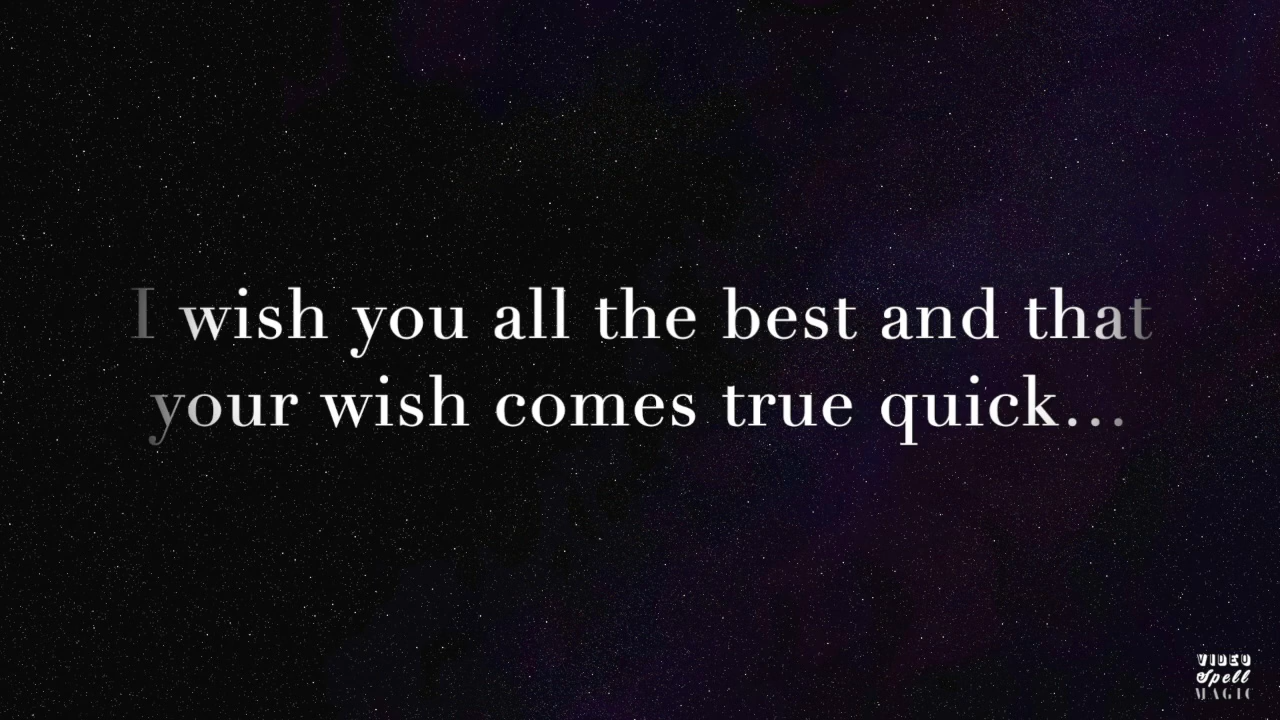 I wish you all the best and that
your wish comes true quick...
VIDEO
Spell
MAGIC